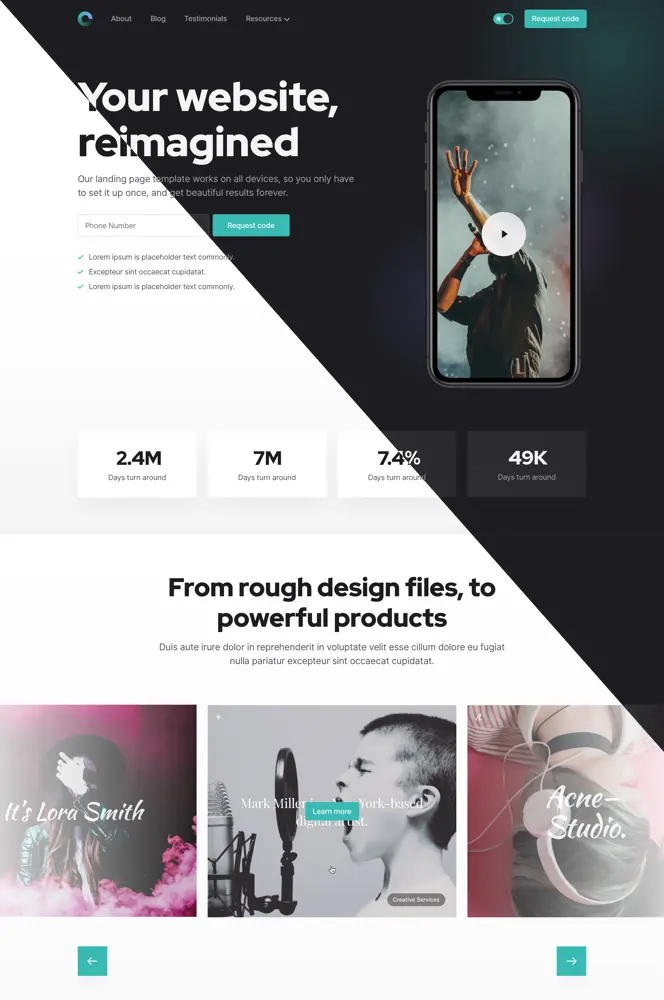 About Blog Testimonials Resources Request code
Your website,
reimagined
Our landing page template works on all devices, so you only have
to set it up once, and get beautiful results forever.
Phone Number Request code
Lorem ipsum is placeholder text commonly.
Excepteur sint occaecat cupidatat.
Lorem ipsum is placeholder text commonly.
2.4M 7M 7.4% 49K
Days turn around Days turn around Days turn around Days turn around
From rough design files, to
powerful products
Duis aute irure dolor in reprehenderit in voluptate velit esse cillum dolore eu fugiat
nulla pariatur excepteur sint occaecat cupidatat.
It's Lora Smith
Mark Miller York-based
digital artist.
Learn more
Creative Services
Acne–
Studio.